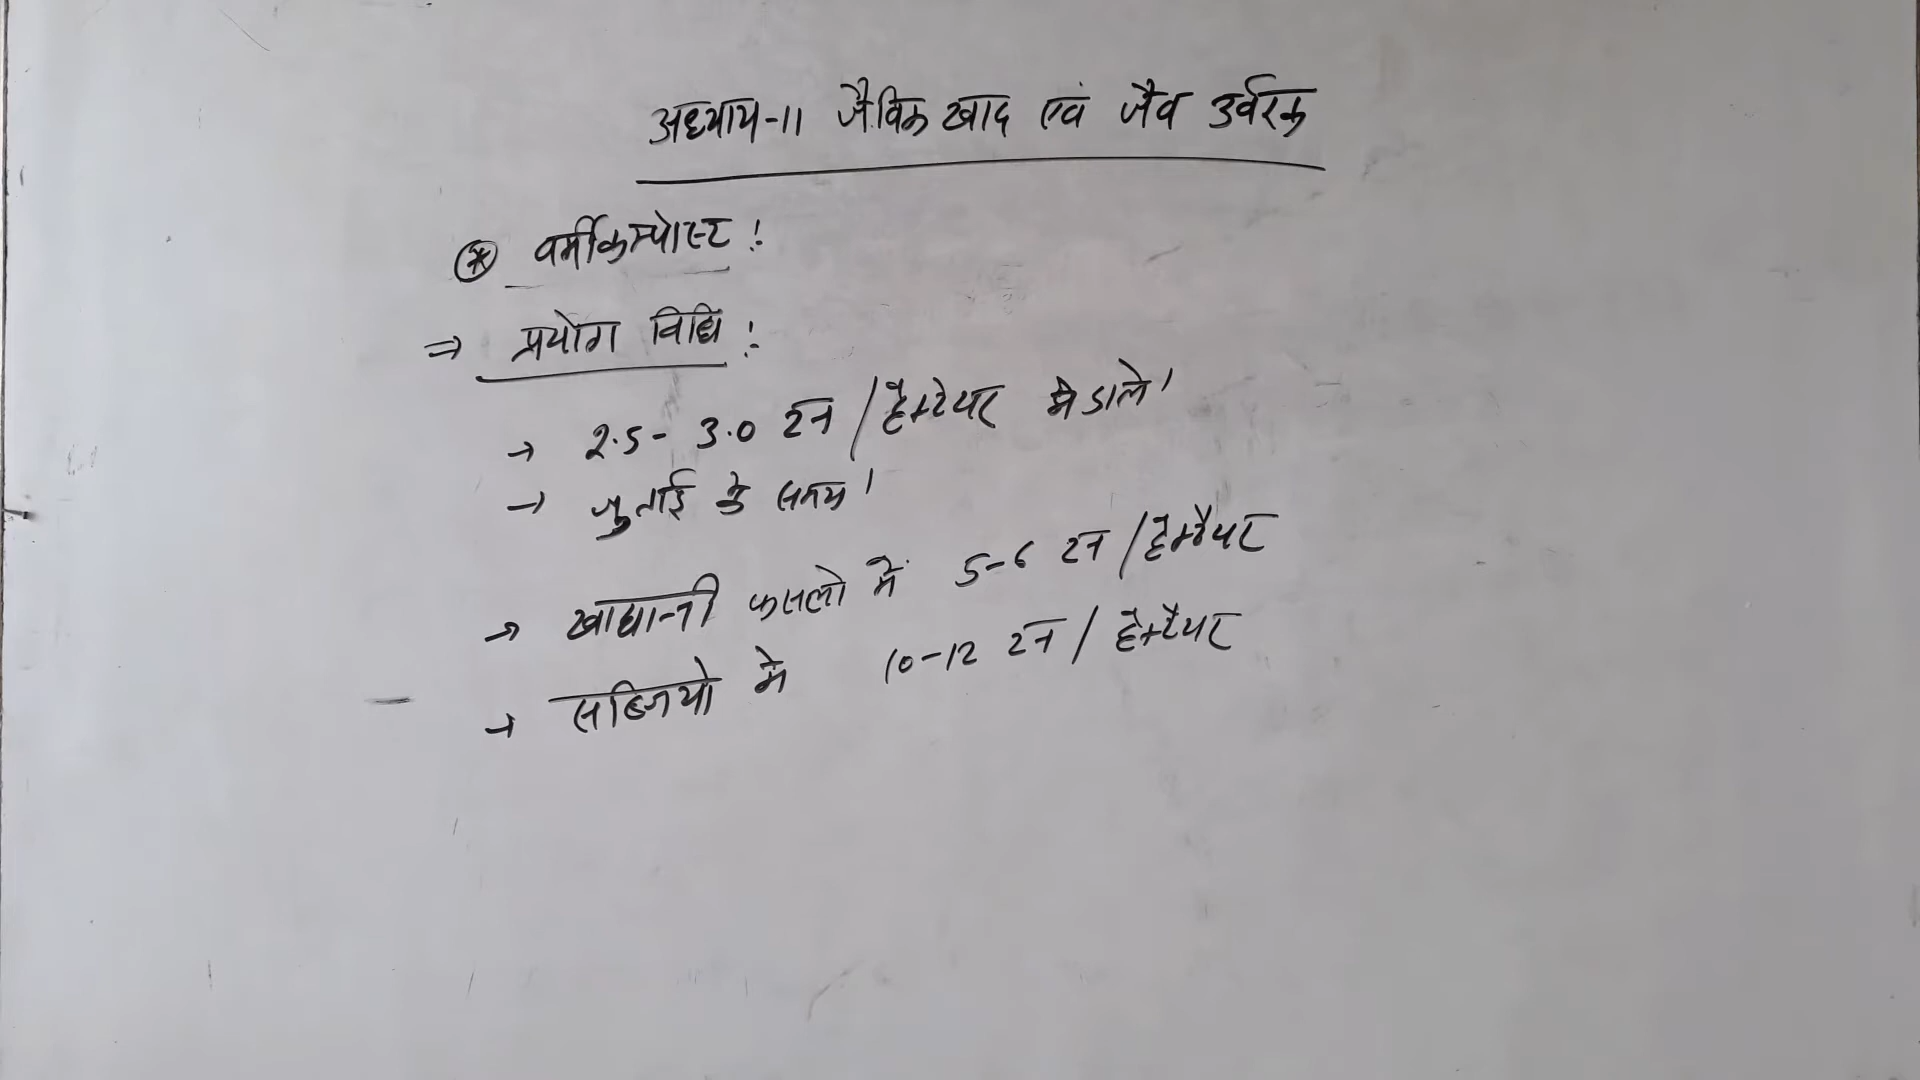 अध्याय-11 जैविक खाद एवं जैव उर्वरक
* वर्मीकम्पोस्ट :
⇒ प्रयोग विधि :
→ 2.5 - 3.0 टन / हैक्टेयर मे डाले।
→ जुताई के समय।
→ खाद्यान्नी फसलो में 5-6 टन / हैक्टेयर
→ सब्जियो मे 10-12 टन / हैक्टेयर